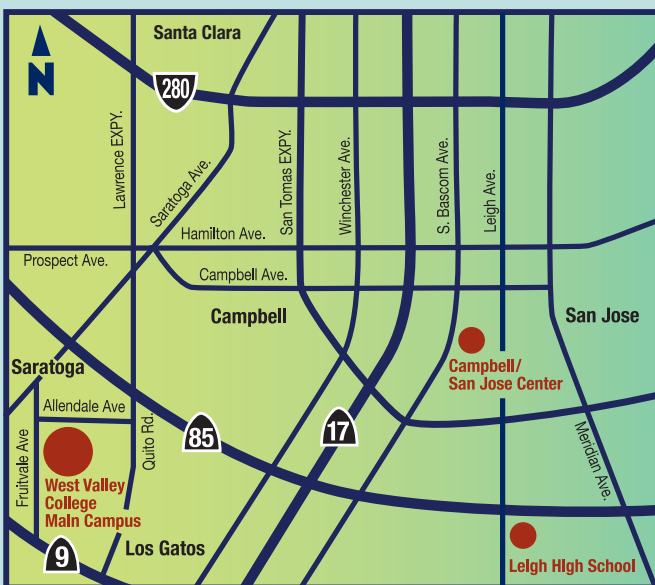 Santa Clara
N
280
Lawrence EXPY.
Saratoga Ave.
San Tomas EXPY.
Winchester Ave.
S. Bascom Ave.
Leigh Ave.
Hamilton Ave.
Prospect Ave.
Campbell Ave.
Campbell
San Jose
Saratoga
Campbell/
San Jose Center
Allendale Ave
Fruitvale Ave
Quito Rd.
85
17
Meridian Ave.
West Valley
College
Main Campus
9
Los Gatos
Leigh HIgh School